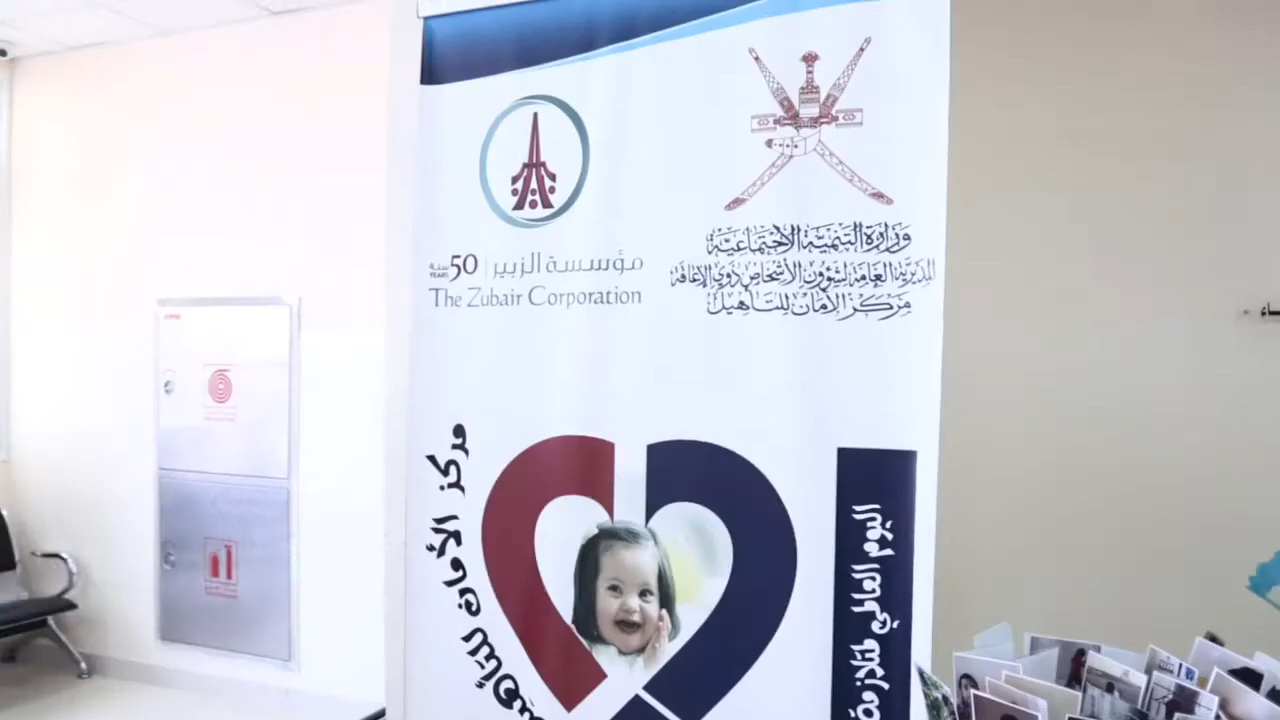 مؤسسة الزبير | 50 سنة YEARS
The Zubair Corporation
وزارة التنمية الاجتماعية
المديرية العامة لشؤون الأشخاص ذوي الإعاقة
مركز الأمان للتأهيل
مركز الأمان للتأهيل
اليوم العالمي لمتلازمة